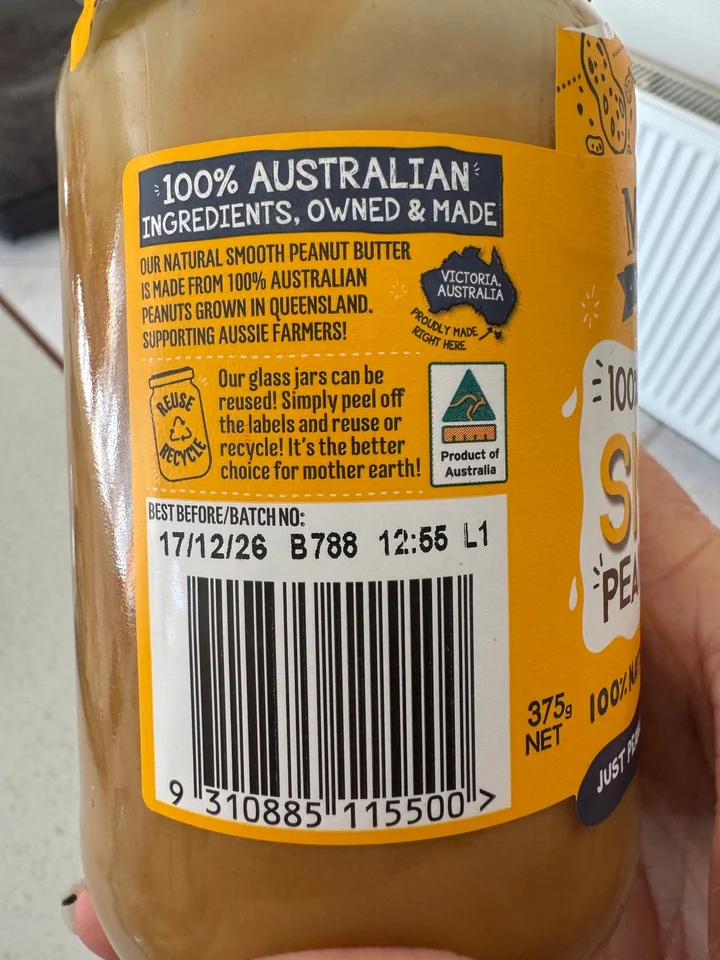 100% AUSTRALIAN
INGREDIENTS, OWNED & MADE
OUR NATURAL SMOOTH PEANUT BUTTER
IS MADE FROM 100% AUSTRALIAN
PEANUTS GROWN IN QUEENSLAND.
SUPPORTING AUSSIE FARMERS!
VICTORIA,
AUSTRALIA
PROUDLY MADE
RIGHT HERE
REUSE
RECYCLE
Our glass jars can be
reused! Simply peel off
the labels and reuse or
recycle! It's the better
choice for mother earth!
Product of
Australia
BEST BEFORE/BATCH NO:
17/12/26 B788 12:55 L1
9 310885 115500 >
375g
NET
100%
JUST